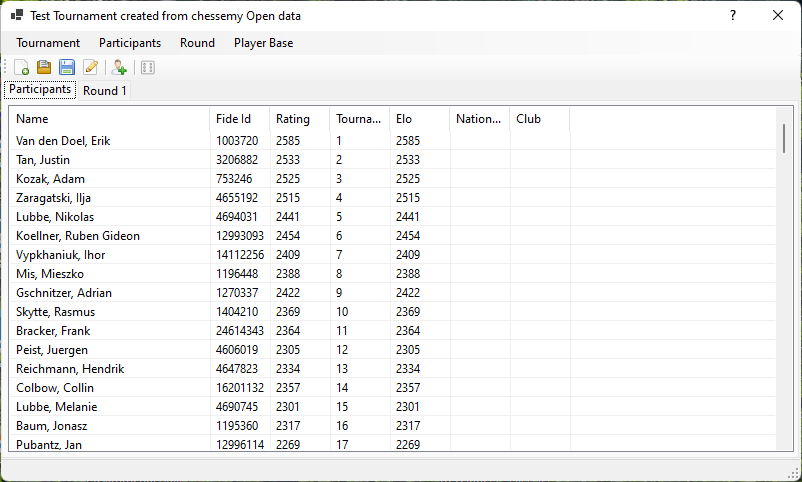 Test Tournament created from chessemy Open data ?
Tournament Participants Round Player Base
Participants Round 1
Name Fide Id Rating Tourna... Elo Nation... Club
Van den Doel, Erik 1003720 2585 1 2585
Tan, Justin 3206882 2533 2 2533
Kozak, Adam 753246 2525 3 2525
Zaragatski, Ilja 4655192 2515 4 2515
Lubbe, Nikolas 4694031 2441 5 2441
Koellner, Ruben Gideon 12993093 2454 6 2454
Vypkhaniuk, Ihor 14112256 2409 7 2409
Mis, Mieszko 1196448 2388 8 2388
Gschnitzer, Adrian 1270337 2422 9 2422
Skytte, Rasmus 1404210 2369 10 2369
Bracker, Frank 24614343 2364 11 2364
Peist, Juergen 4606019 2305 12 2305
Reichmann, Hendrik 4647823 2334 13 2334
Colbow, Collin 16201132 2357 14 2357
Lubbe, Melanie 4690745 2301 15 2301
Baum, Jonasz 1195360 2317 16 2317
Pubantz, Jan 12996114 2269 17 2269